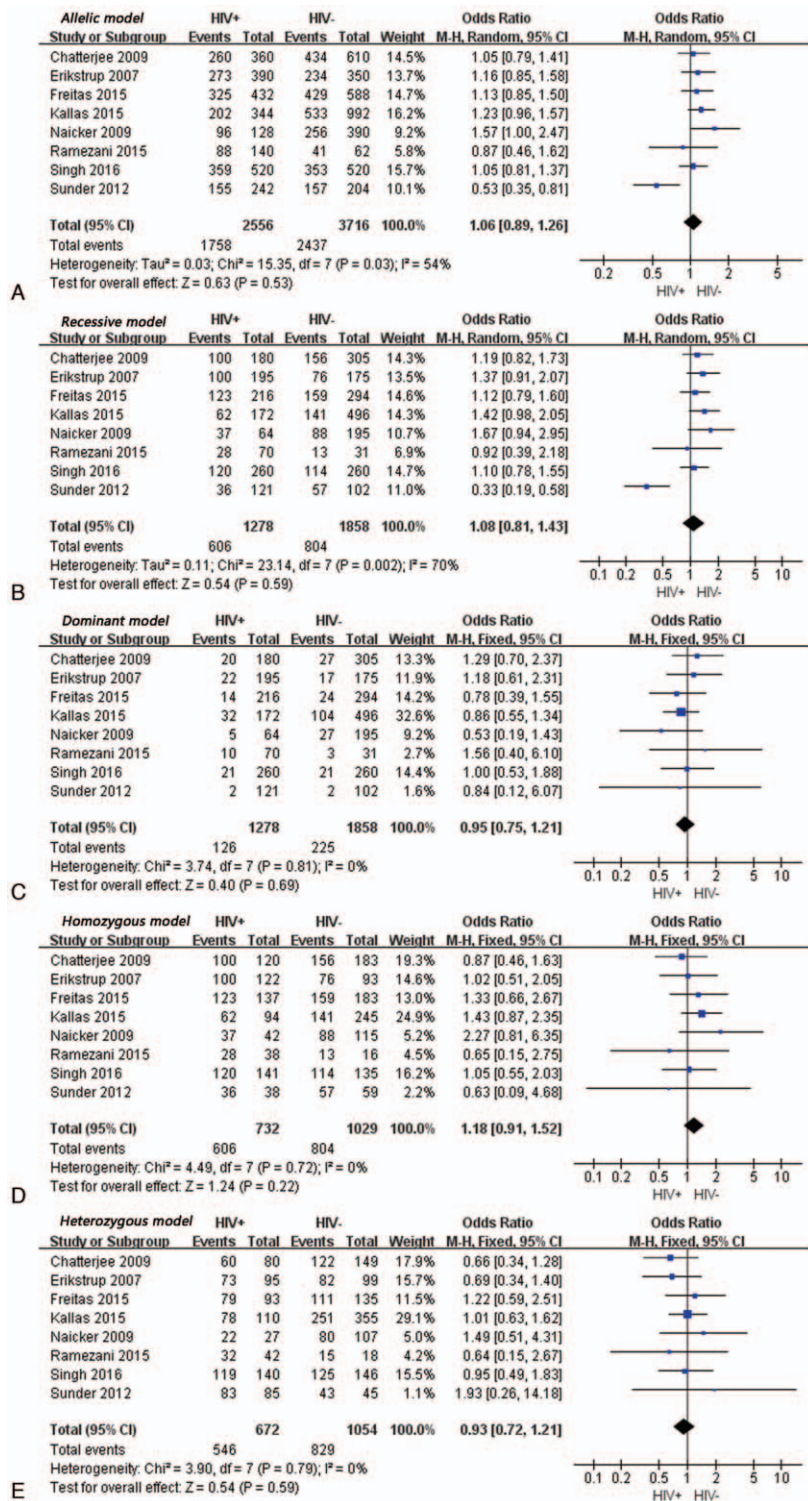 Allelic model HIV+ HIV- Odds Ratio Odds Ratio
Study or Subgroup Events Total Events Total Weight M-H, Random, 95% CI M-H, Random, 95% CI
Chatterjee 2009 260 360 434 610 14.5% 1.05 [0.79, 1.41]
Erikstrup 2007 273 390 234 350 13.7% 1.16 [0.85, 1.58]
Freitas 2015 325 432 429 588 14.7% 1.13 [0.85, 1.50]
Kallas 2015 202 344 533 992 16.3% 1.23 [0.96, 1.57]
Naicker 2009 96 128 256 390 9.2% 1.57 [1.00, 2.47]
Ramezani 2015 88 140 41 62 5.8% 0.87 [0.46, 1.62]
Singh 2016 359 520 353 520 15.7% 1.05 [0.81, 1.37]
Sunder 2012 155 242 157 204 10.1% 0.53 [0.35, 0.81]
Total (95% CI) 2556 3716 100.0% 1.06 [0.89, 1.26]
Total events 1758 2437
Heterogeneity: Tau² = 0.03; Chi² = 15.35, df = 7 (P = 0.03); I² = 54%
Test for overall effect: Z = 0.63 (P = 0.53)
0.2 0.5 1 2 5
HIV+ HIV-
A
Recessive model HIV+ HIV- Odds Ratio Odds Ratio
Study or Subgroup Events Total Events Total Weight M-H, Random, 95% CI M-H, Random, 95% CI
Chatterjee 2009 100 180 156 305 14.3% 1.19 [0.82, 1.73]
Erikstrup 2007 100 195 76 175 13.5% 1.37 [0.91, 2.07]
Freitas 2015 123 216 159 294 14.6% 1.12 [0.79, 1.60]
Kallas 2015 62 172 141 496 14.3% 1.42 [0.98, 2.05]
Naicker 2009 37 64 88 195 10.7% 1.67 [0.94, 2.95]
Ramezani 2015 28 70 13 31 6.9% 0.92 [0.39, 2.18]
Singh 2016 120 260 114 260 14.7% 1.10 [0.78, 1.55]
Sunder 2012 36 121 57 102 11.0% 0.33 [0.19, 0.58]
Total (95% CI) 1278 1858 100.0% 1.08 [0.81, 1.43]
Total events 606 804
Heterogeneity: Tau² = 0.11; Chi² = 23.14, df = 7 (P = 0.002); I² = 70%
Test for overall effect: Z = 0.54 (P = 0.59)
0.1 0.2 0.5 1 2 5 10
HIV+ HIV-
B
Dominant model HIV+ HIV- Odds Ratio Odds Ratio
Study or Subgroup Events Total Events Total Weight M-H, Fixed, 95% CI M-H, Fixed, 95% CI
Chatterjee 2009 20 180 27 305 13.3% 1.29 [0.70, 2.37]
Erikstrup 2007 22 195 17 175 11.9% 1.18 [0.61, 2.31]
Freitas 2015 14 216 24 294 14.2% 0.78 [0.39, 1.55]
Kallas 2015 32 172 104 496 32.6% 0.86 [0.55, 1.34]
Naicker 2009 5 64 27 195 9.2% 0.53 [0.19, 1.43]
Ramezani 2015 10 70 3 31 2.7% 1.56 [0.40, 6.10]
Singh 2016 21 260 21 260 14.4% 1.00 [0.53, 1.88]
Sunder 2012 2 121 2 102 1.6% 0.84 [0.12, 6.07]
Total (95% CI) 1278 1858 100.0% 0.95 [0.75, 1.21]
Total events 126 225
Heterogeneity: Chi² = 3.74, df = 7 (P = 0.81); I² = 0%
Test for overall effect: Z = 0.40 (P = 0.69)
0.1 0.2 0.5 1 2 5 10
HIV+ HIV-
C
Homozygous model HIV+ HIV- Odds Ratio Odds Ratio
Study or Subgroup Events Total Events Total Weight M-H, Fixed, 95% CI M-H, Fixed, 95% CI
Chatterjee 2009 100 120 156 183 19.3% 0.87 [0.46, 1.63]
Erikstrup 2007 100 122 76 93 14.6% 1.02 [0.51, 2.05]
Freitas 2015 123 137 159 183 13.0% 1.33 [0.66, 2.67]
Kallas 2015 62 94 141 245 24.9% 1.43 [0.87, 2.35]
Naicker 2009 37 42 88 115 5.2% 2.27 [0.81, 6.35]
Ramezani 2015 28 38 13 16 4.5% 0.65 [0.15, 2.75]
Singh 2016 120 141 114 135 16.2% 1.05 [0.55, 2.03]
Sunder 2012 36 38 57 59 2.2% 0.63 [0.09, 4.68]
Total (95% CI) 732 1029 100.0% 1.18 [0.91, 1.52]
Total events 606 804
Heterogeneity: Chi² = 4.49, df = 7 (P = 0.72); I² = 0%
Test for overall effect: Z = 1.24 (P = 0.22)
0.1 0.2 0.5 1 2 5 10
HIV+ HIV-
D
Heterozygous model HIV+ HIV- Odds Ratio Odds Ratio
Study or Subgroup Events Total Events Total Weight M-H, Fixed, 95% CI M-H, Fixed, 95% CI
Chatterjee 2009 60 80 122 149 17.9% 0.66 [0.34, 1.28]
Erikstrup 2007 73 95 82 99 15.7% 0.69 [0.34, 1.40]
Freitas 2015 79 93 111 135 11.9% 1.22 [0.59, 2.51]
Kallas 2015 78 110 251 355 29.1% 1.01 [0.63, 1.62]
Naicker 2009 22 27 80 107 5.0% 1.49 [0.51, 4.31]
Ramezani 2015 32 42 15 18 4.2% 0.64 [0.15, 2.67]
Singh 2016 119 140 125 146 15.5% 0.95 [0.49, 1.83]
Sunder 2012 83 85 43 45 1.1% 1.93 [0.26, 14.18]
Total (95% CI) 672 1054 100.0% 0.93 [0.72, 1.21]
Total events 546 829
Heterogeneity: Chi² = 3.90, df = 7 (P = 0.79); I² = 0%
Test for overall effect: Z = 0.54 (P = 0.59)
0.1 0.2 0.5 1 2 5 10
HIV+ HIV-
E